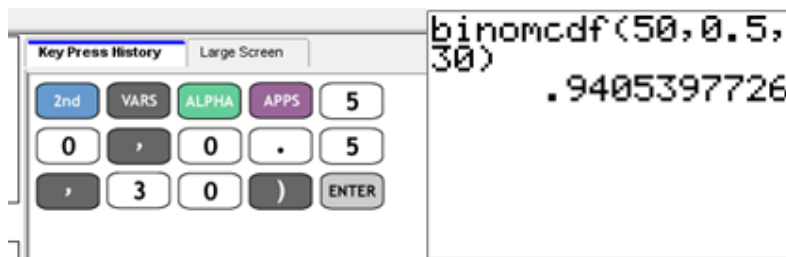 Key Press History Large Screen
2nd VARS ALPHA APPS 5
0 , 0 . 5
, 3 0 ) ENTER
binomcdf(50,0.5,
30)
.9405397726